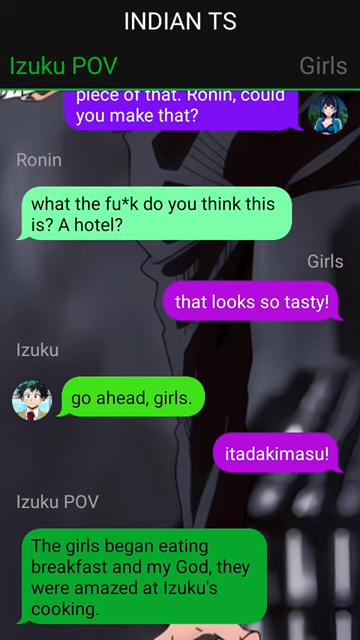 INDIAN TS
Izuku POV
Girls
piece of that. Ronin, could
you make that?
Ronin
what the fu*k do you think this
is? A hotel?
Girls
that looks so tasty!
Izuku
go ahead, girls.
itadakimasu!
Izuku POV
The girls began eating
breakfast and my God, they
were amazed at Izuku's
cooking.